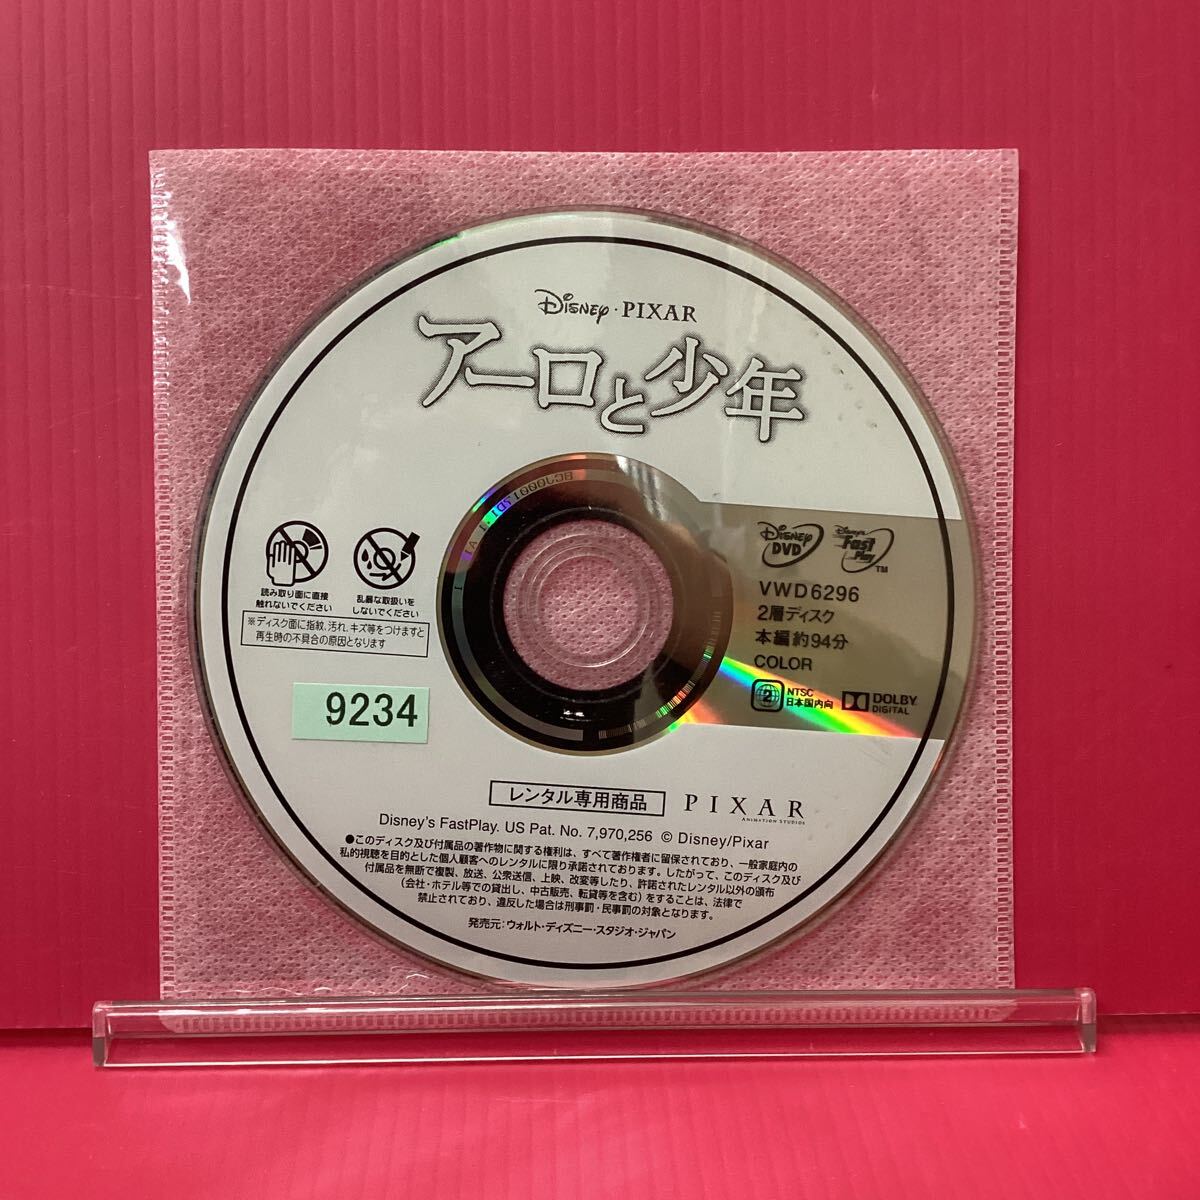 Disney・PIXAR
アーロと少年
読み取り面に直接
触れないでください
乱暴な取扱いを
しないでください
※ディスク面に指紋、汚れ、キズ等をつけますと
再生時の不具合の原因となります
9234
Disney DVD
Disney's Fast Play TM
VWD6296
2層ディスク
本編約94分
COLOR
2
NTSC
日本国内向
DOLBY
DIGITAL
レンタル専用商品
PIXAR
ANIMATION STUDIOS
Disney's FastPlay. US Pat. No. 7,970,256 © Disney/Pixar
●このディスク及び付属品の著作物に関する権利は、すべて著作権者に留保されており、一般家庭内の
私的視聴を目的とした個人顧客へのレンタルに限り承諾されております。したがって、このディスク及び
付属品を無断で複製、放送、公衆送信、上映、改変等したり、許諾されたレンタル以外の頒布
（会社・ホテル等での貸出し、中古販売、転貸等を含む）をすることは、法律で
禁止されており、違反した場合は刑事罰・民事罰の対象となります。
発売元：ウォルト・ディズニー・スタジオ・ジャパン